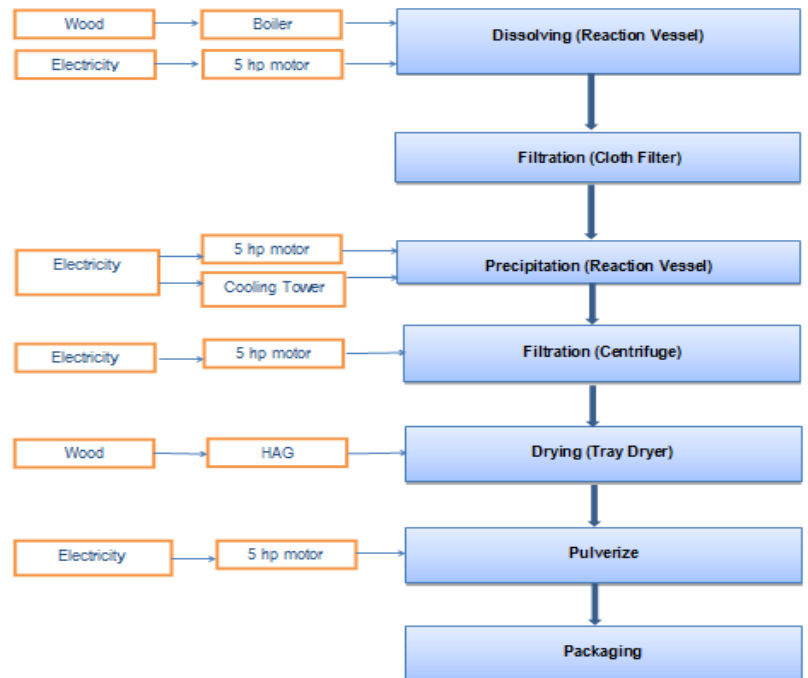 Wood
Boiler
Dissolving (Reaction Vessel)
Electricity
5 hp motor
Filtration (Cloth Filter)
Electricity
5 hp motor
Cooling Tower
Precipitation (Reaction Vessel)
Electricity
5 hp motor
Filtration (Centrifuge)
Wood
HAG
Drying (Tray Dryer)
Electricity
5 hp motor
Pulverize
Packaging